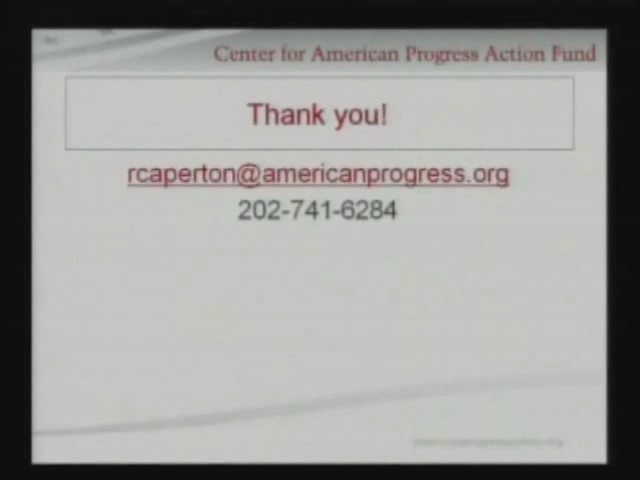 Center for American Progress Action Fund
Thank you!
rcaperton@americanprogress.org
202-741-6284